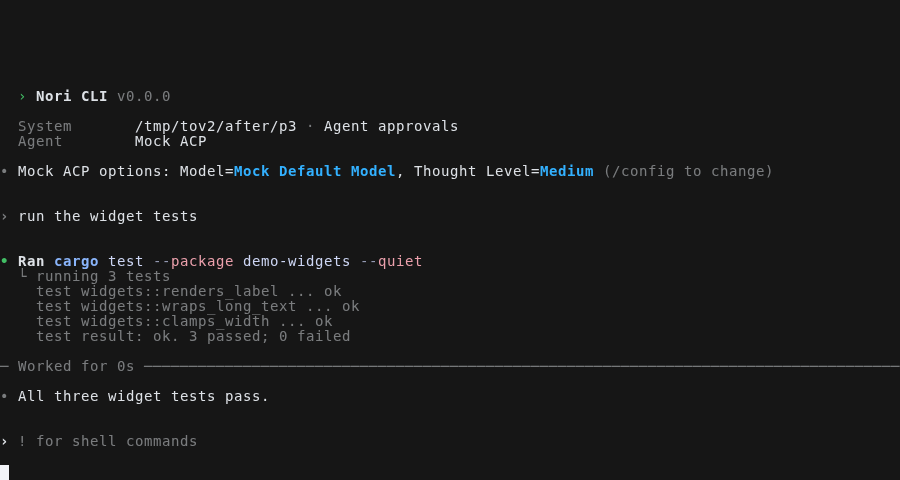 › Nori CLI v0.0.0
System /tmp/tov2/after/p3 · Agent approvals
Agent Mock ACP
• Mock ACP options: Model=Mock Default Model, Thought Level=Medium (/config to change)
› run the widget tests
• Ran cargo test --package demo-widgets --quiet
└ running 3 tests
test widgets::renders_label ... ok
test widgets::wraps_long_text ... ok
test widgets::clamps_width ... ok
test result: ok. 3 passed; 0 failed
─ Worked for 0s ─────────────────────────────────────────────────────────────────────────────────────
• All three widget tests pass.
› ! for shell commands